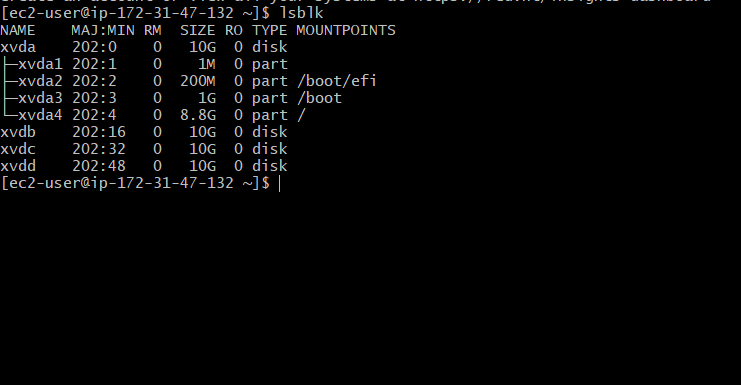 [ec2-user@ip-172-31-47-132 ~]$ lsblk
NAME    MAJ:MIN RM  SIZE RO TYPE MOUNTPOINTS
xvda    202:0    0   10G  0 disk
├─xvda1 202:1    0    1M  0 part
├─xvda2 202:2    0  200M  0 part /boot/efi
├─xvda3 202:3    0    1G  0 part /boot
└─xvda4 202:4    0  8.8G  0 part /
xvdb    202:16   0   10G  0 disk
xvdc    202:32   0   10G  0 disk
xvdd    202:48   0   10G  0 disk
[ec2-user@ip-172-31-47-132 ~]$